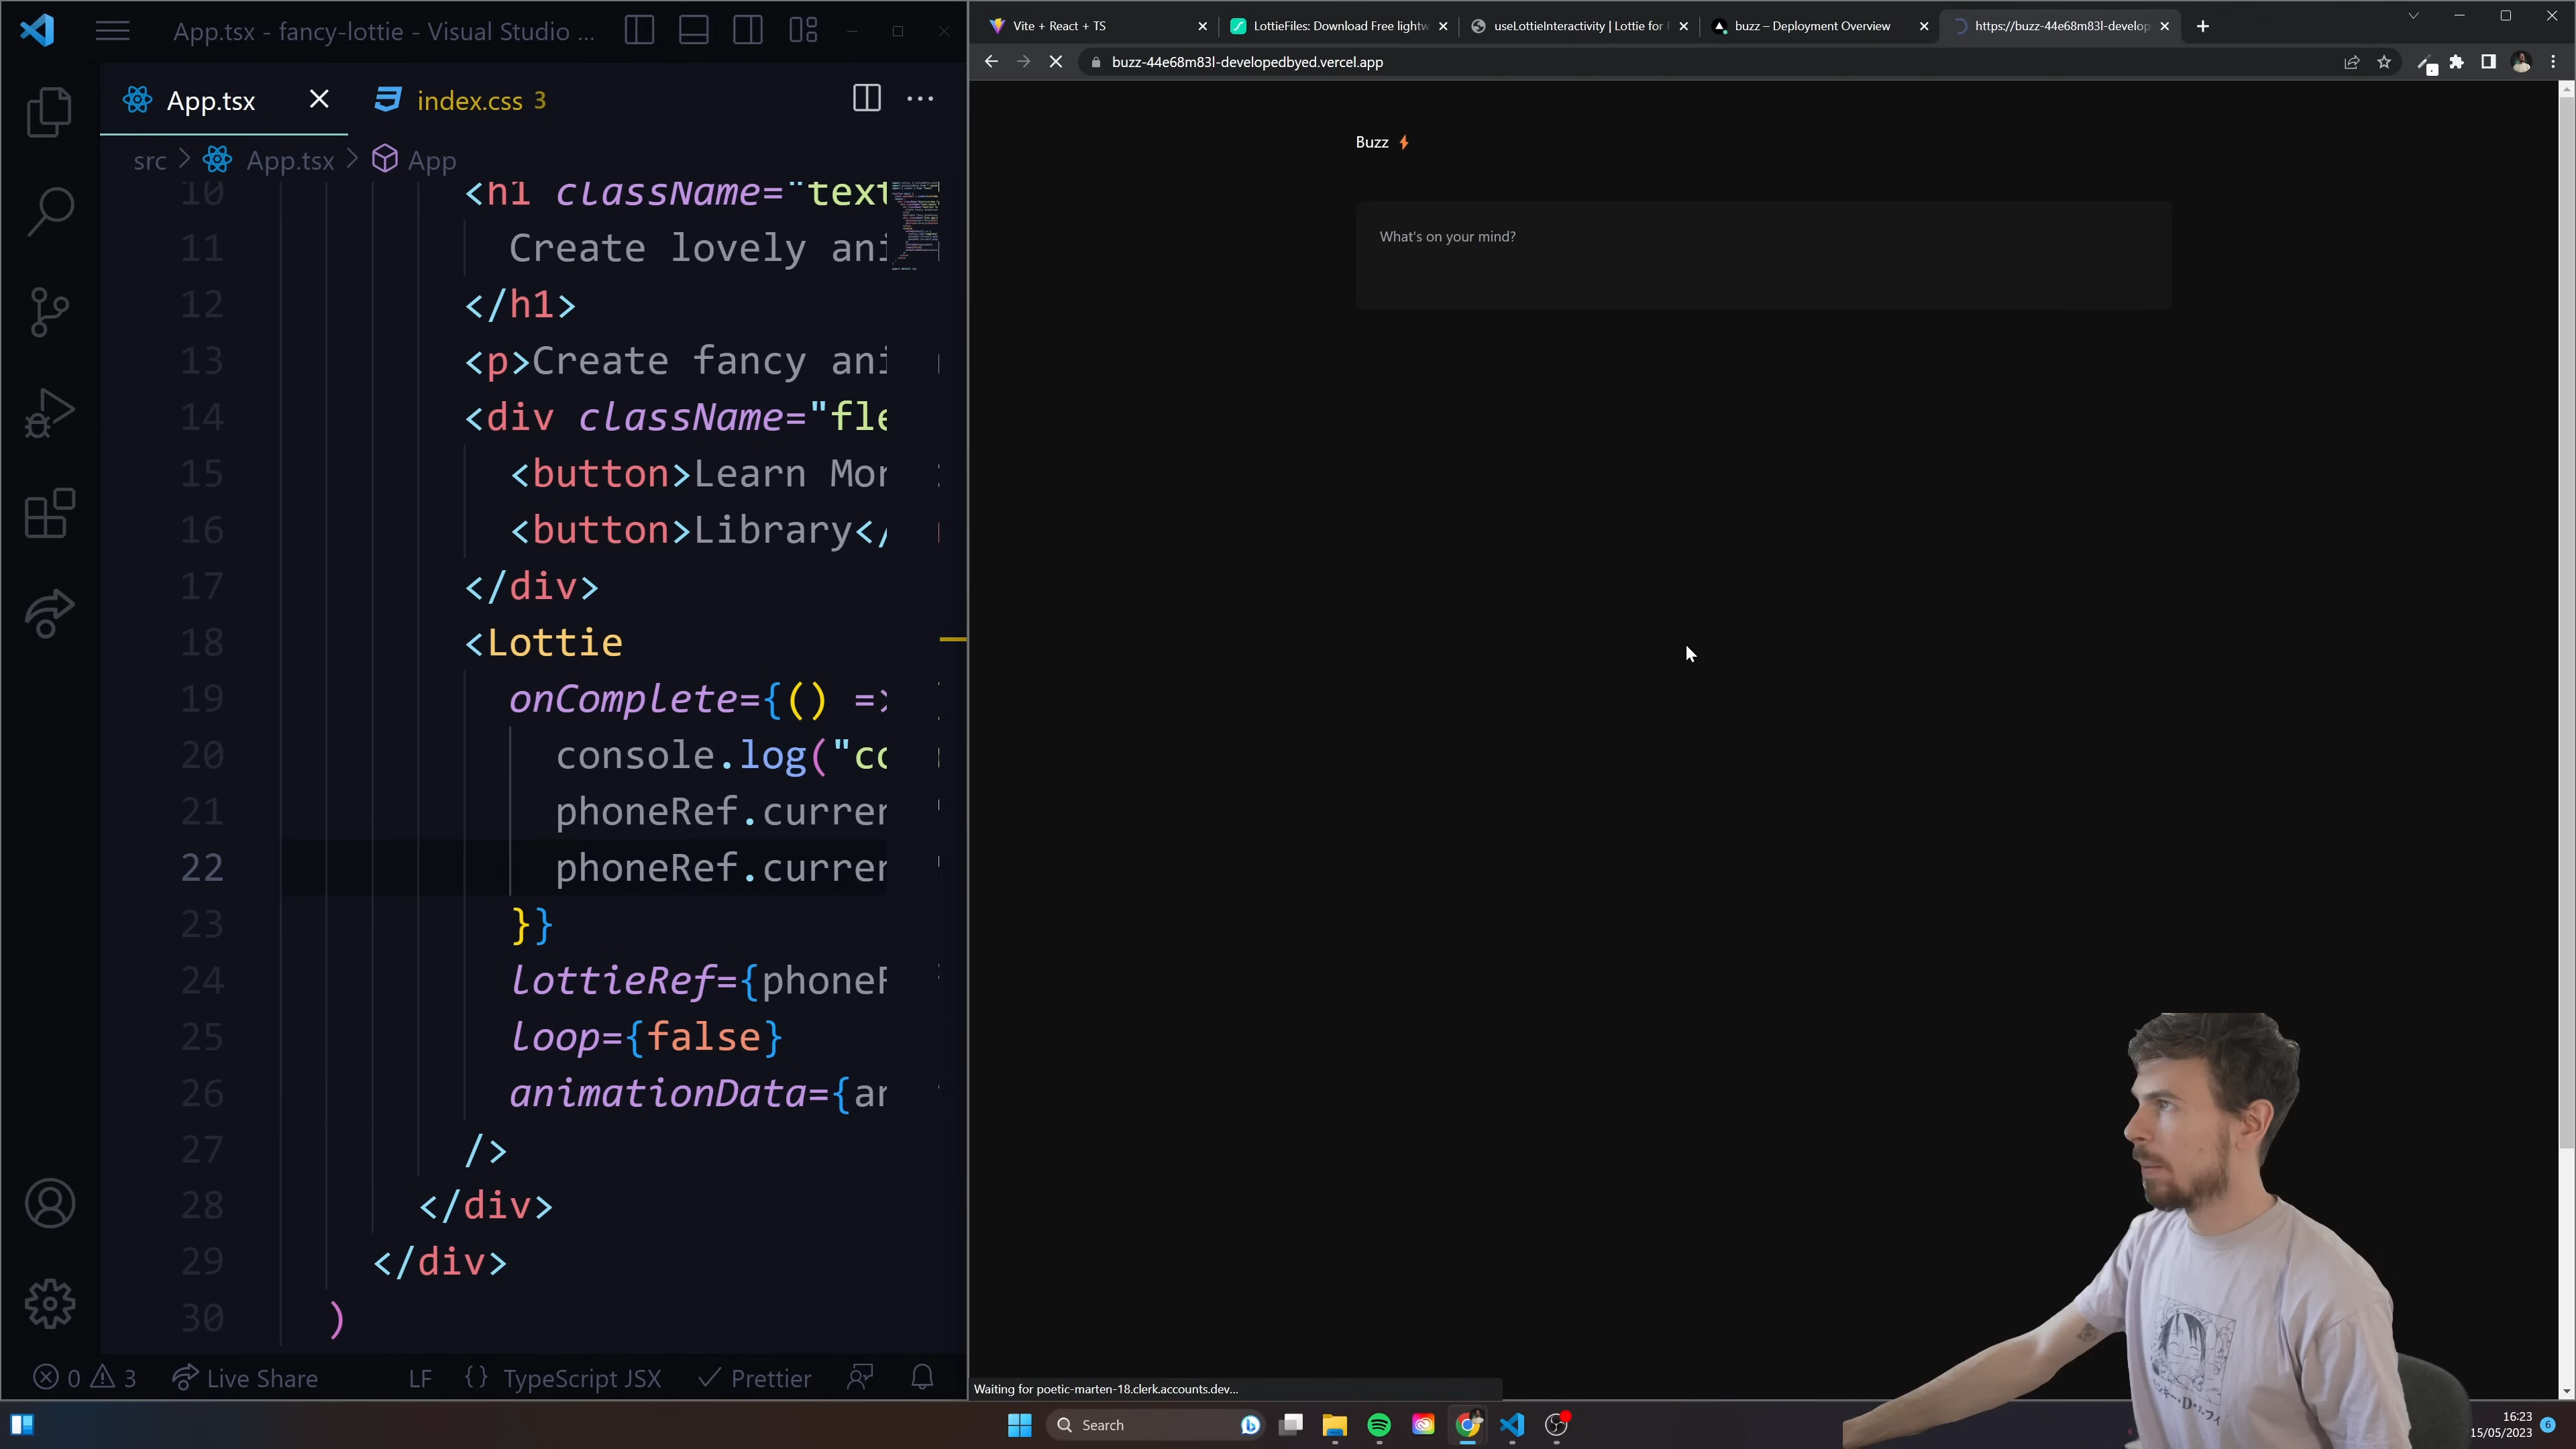 App.tsx - fancy-lottie - Visual Studio ...
App.tsx
index.css 3
src > App.tsx > App
10 <h1 className="text
11 Create lovely ani
12 </h1>
13 <p>Create fancy ani
14 <div className="fle
15 <button>Learn Mor
16 <button>Library</
17 </div>
18 <Lottie
19 onComplete={() =>
20 console.log("co
21 phoneRef.curren
22 phoneRef.curren
23 }}
24 lottieRef={phoneR
25 loop={false}
26 animationData={an
27 />
28 </div>
29 </div>
30 )
0 3 Live Share LF {} TypeScript JSX Prettier
Vite + React + TS
LottieFiles: Download Free lightw
useLottieInteractivity | Lottie for
buzz – Deployment Overview
https://buzz-44e68m83l-develop
buzz-44e68m83l-developedbyed.vercel.app
Buzz
What's on your mind?
Waiting for poetic-marten-18.clerk.accounts.dev...
Search
16:23
15/05/2023
6